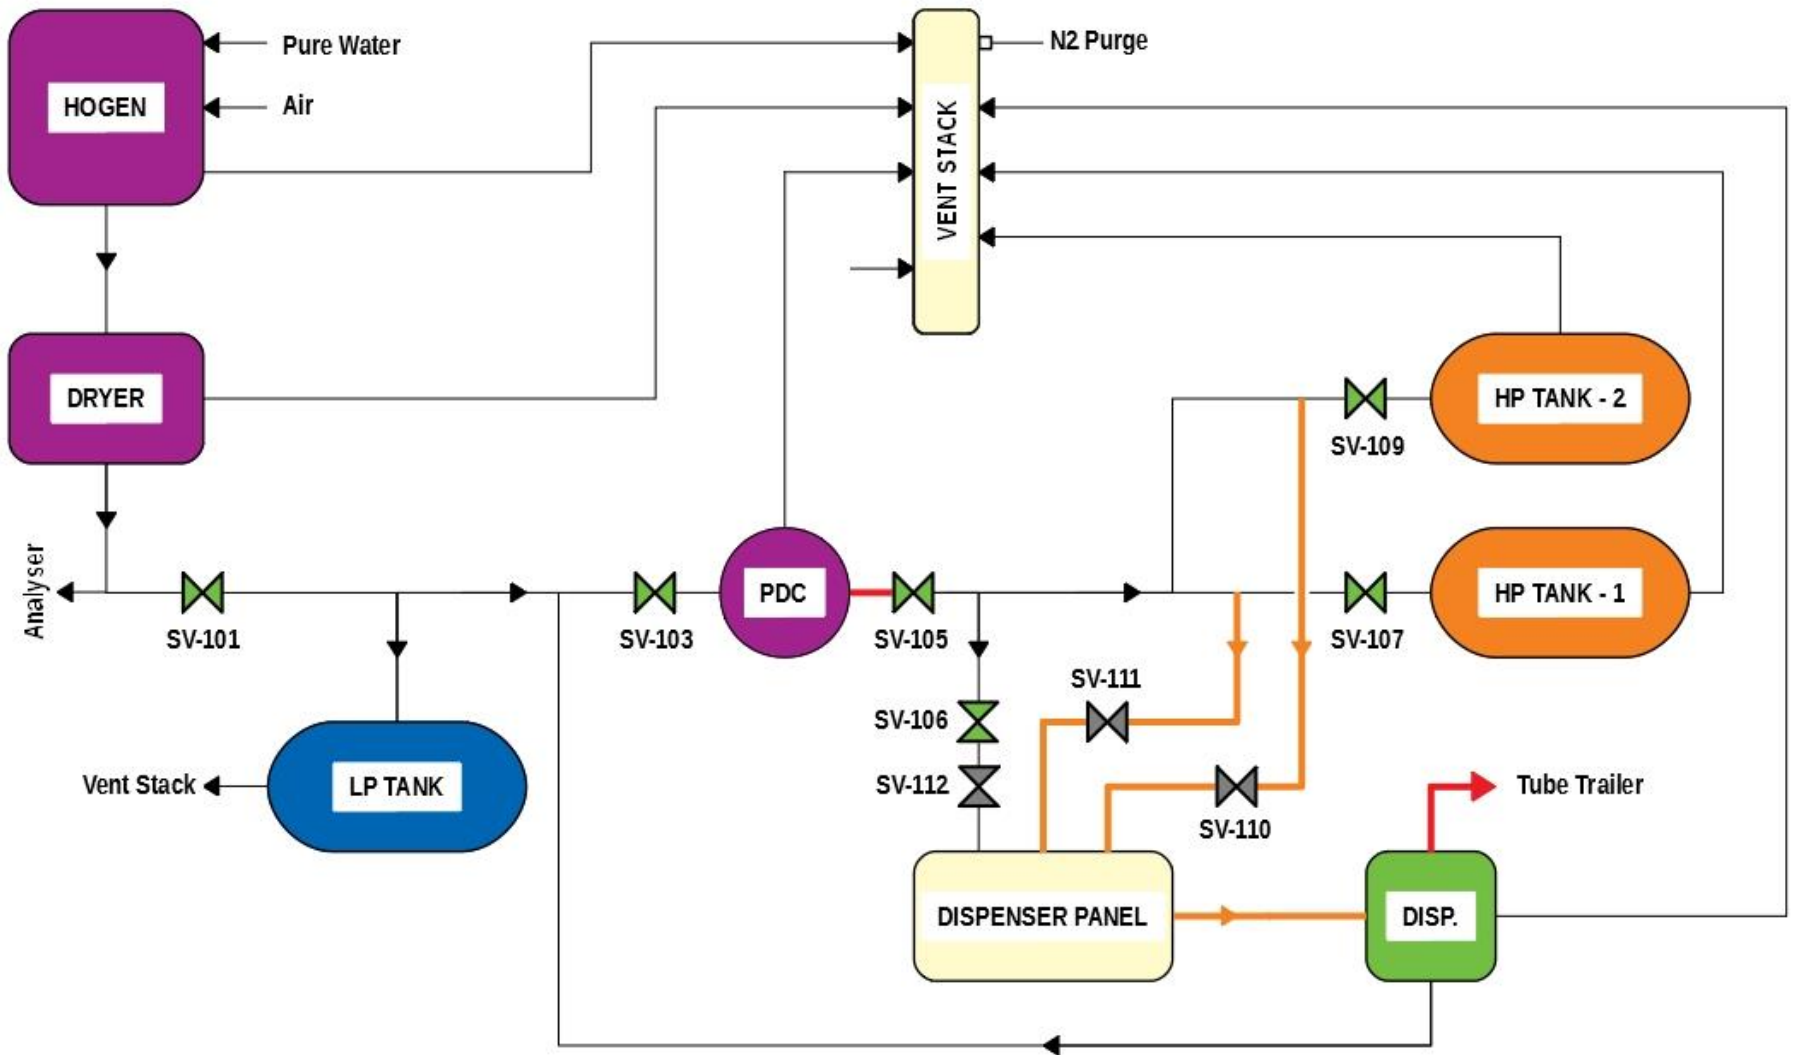 Pure Water
N2 Purge
HOGEN
Air
VENT STACK
DRYER
HP TANK - 2
SV-109
Analyser
PDC
HP TANK - 1
SV-101
SV-103
SV-105
SV-107
SV-111
SV-106
Vent Stack
LP TANK
SV-112
Tube Trailer
SV-110
DISPENSER PANEL
DISP.